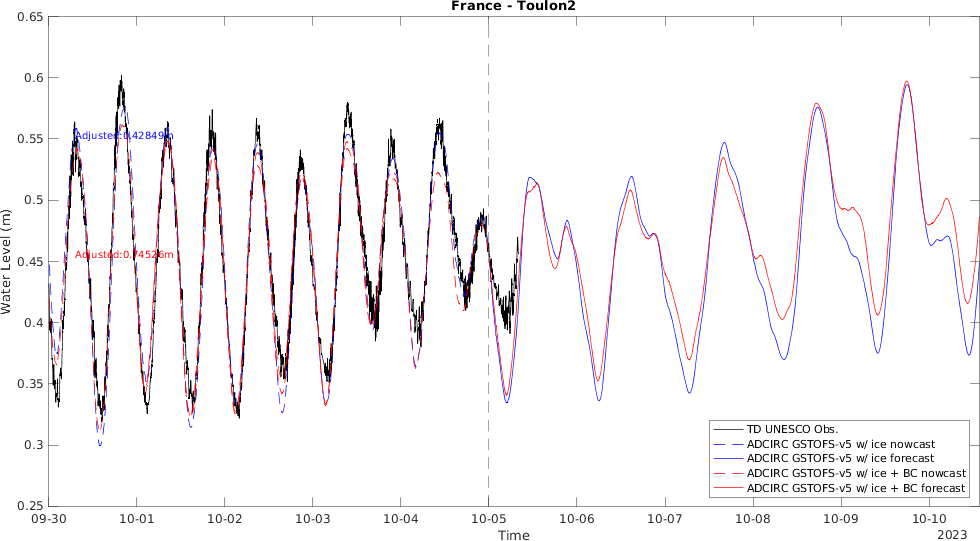 France - Toulon2
0.65
0.6
0.55
0.5
0.45
0.4
0.35
0.3
0.25
Water Level (m)
Adjusted:0.42849m
Adjusted:0.74526m
09-30
10-01
10-02
10-03
10-04
10-05
10-06
10-07
10-08
10-09
10-10
Time
2023
TD UNESCO Obs.
ADCIRC GSTOFS-v5 w/ ice nowcast
ADCIRC GSTOFS-v5 w/ ice forecast
ADCIRC GSTOFS-v5 w/ ice + BC nowcast
ADCIRC GSTOFS-v5 w/ ice + BC forecast